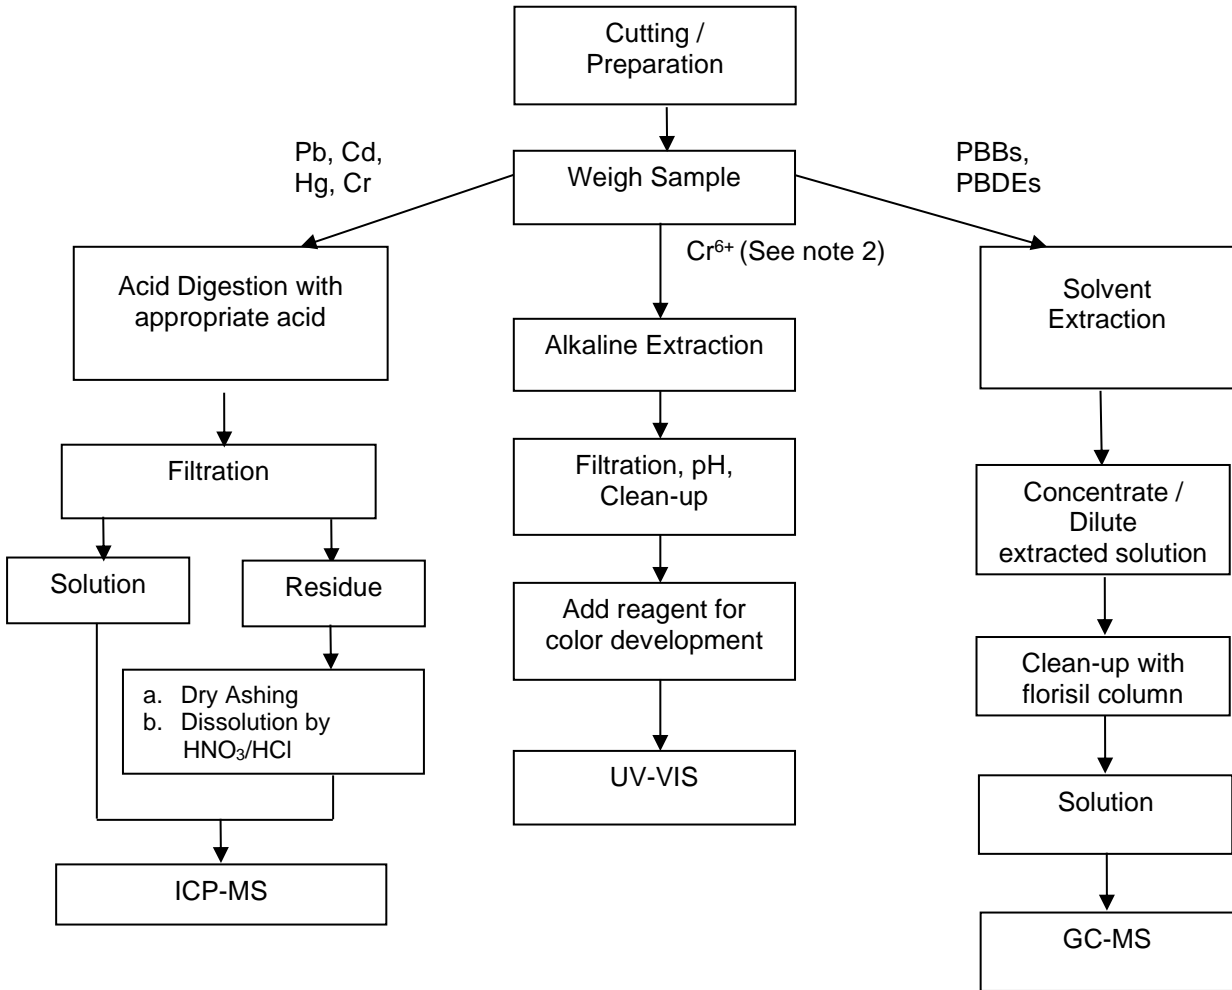 Cutting /
Preparation
Pb, Cd,
Hg, Cr
Weigh Sample
PBBs,
PBDEs
Cr⁶⁺ (See note 2)
Acid Digestion with
appropriate acid
Alkaline Extraction
Solvent
Extraction
Filtration
Filtration, pH,
Clean-up
Concentrate /
Dilute
extracted solution
Solution
Residue
Add reagent for
color development
a. Dry Ashing
b. Dissolution by
HNO₃/HCl
Clean-up with
florisil column
UV-VIS
Solution
ICP-MS
GC-MS